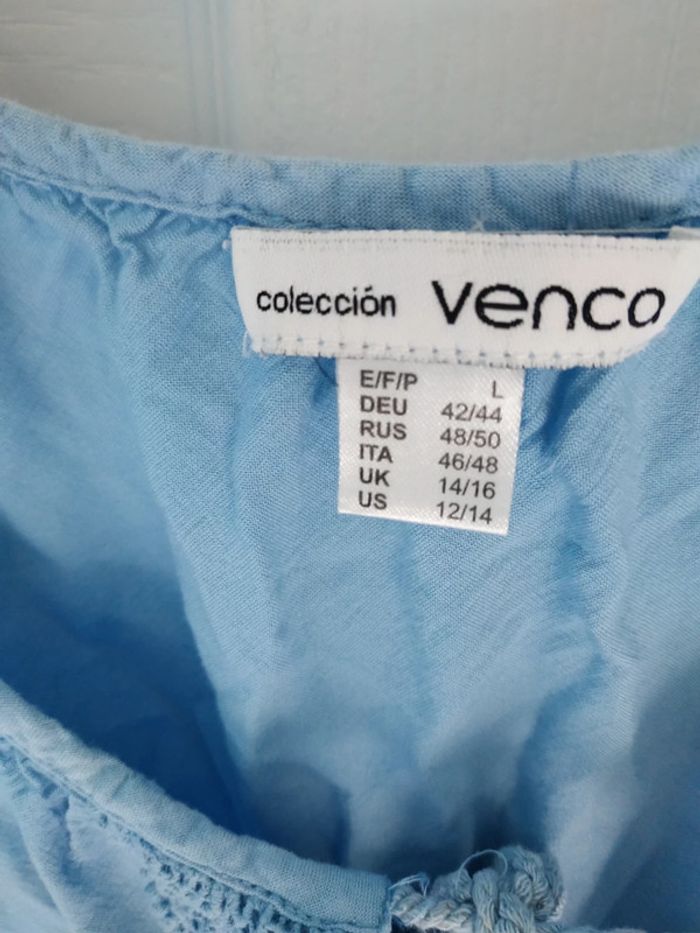 colección venca
E/F/P L
DEU 42/44
RUS 48/50
ITA 46/48
UK 14/16
US 12/14